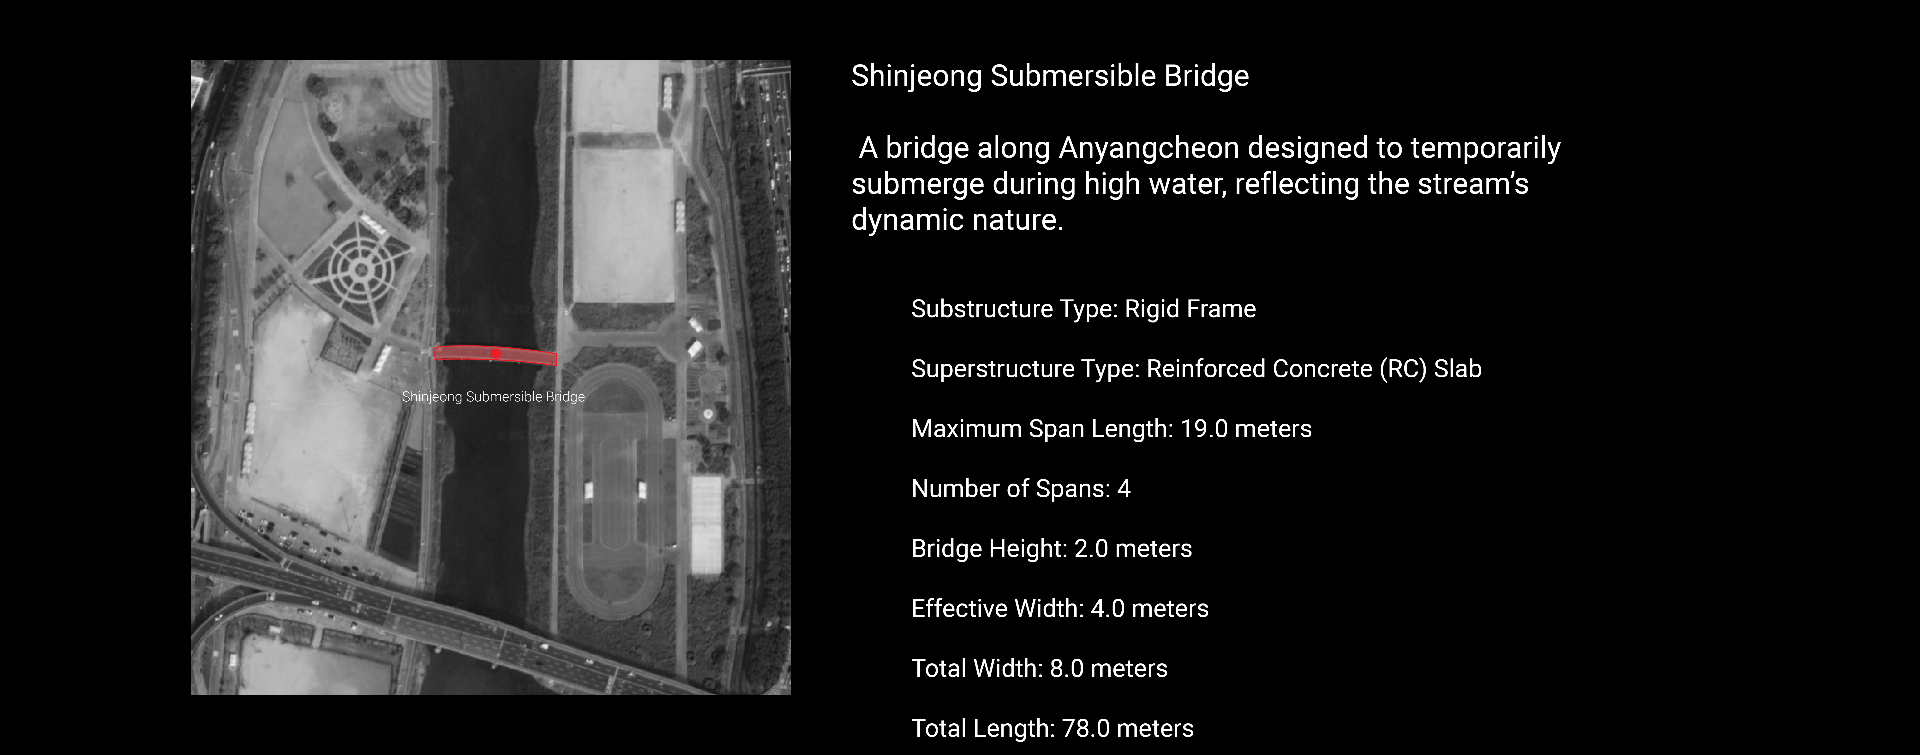 Shinjeong Submersible Bridge
A bridge along Anyangcheon designed to temporarily
submerge during high water, reflecting the stream’s
dynamic nature.
Substructure Type: Rigid Frame
Superstructure Type: Reinforced Concrete (RC) Slab
Maximum Span Length: 19.0 meters
Number of Spans: 4
Bridge Height: 2.0 meters
Effective Width: 4.0 meters
Total Width: 8.0 meters
Total Length: 78.0 meters
Shinjeong Submersible Bridge